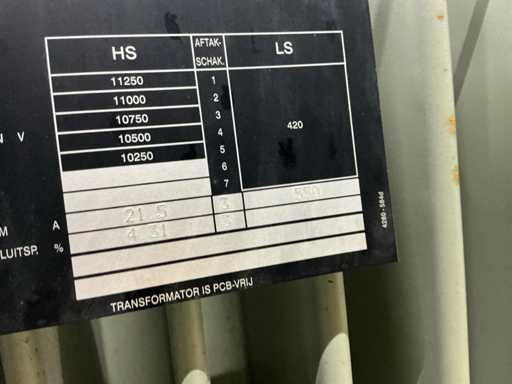 HS AFTAK- SCHAK. LS
11250 1
11000 2
10750 3
N V 10500 4 420
10250 5
6
7
M A 21.5 3 550
LUITSP. % 4 31 3
TRANSFORMATOR IS PCB-VRIJ
4260-584d